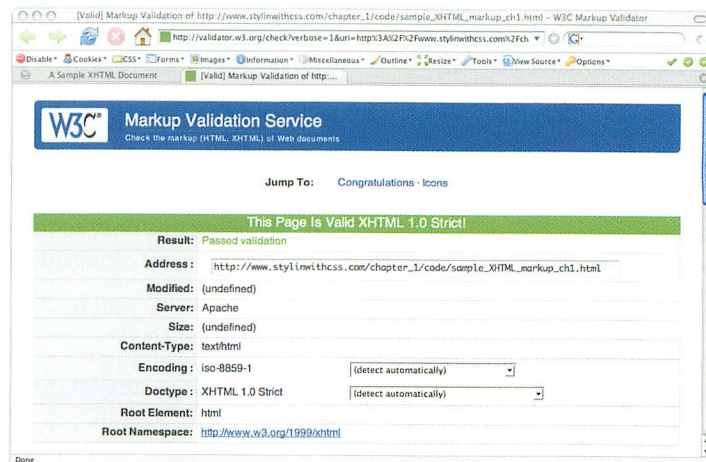 [Valid] Markup Validation of http://www.stylinwithcss.com/chapter_1/code/sample_XHTML_markup_ch1.html – W3C Markup Validator
http://validator.w3.org/check?verbose=1&uri=http%3A%2F%2Fwww.stylinwithcss.com%2Fch
Disable Cookies CSS Forms Images Information Miscellaneous Outline Resize Tools View Source Options
A Sample XHTML Document [Valid] Markup Validation of http:...
W3C Markup Validation Service
Check the markup (HTML, XHTML) of Web documents
Jump To: Congratulations · Icons
This Page Is Valid XHTML 1.0 Strict!
Result: Passed validation
Address : http://www.stylinwithcss.com/chapter_1/code/sample_XHTML_markup_ch1.html
Modified: (undefined)
Server: Apache
Size: (undefined)
Content-Type: text/html
Encoding : iso-8859-1 (detect automatically)
Doctype : XHTML 1.0 Strict (detect automatically)
Root Element: html
Root Namespace: http://www.w3.org/1999/xhtml
Done